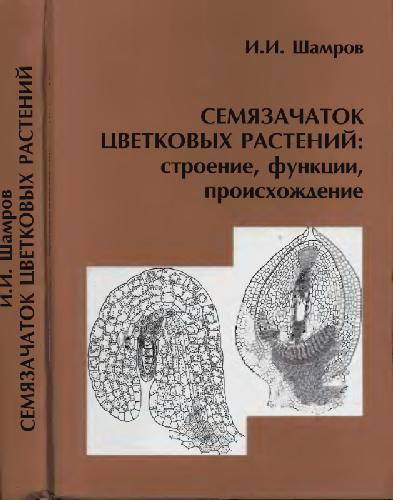 И.И. Шамров
СЕМЯЗАЧАТОК ЦВЕТКОВЫХ РАСТЕНИЙ
И.И. Шамров
СЕМЯЗАЧАТОК
ЦВЕТКОВЫХ РАСТЕНИЙ:
строение, функции,
происхождение